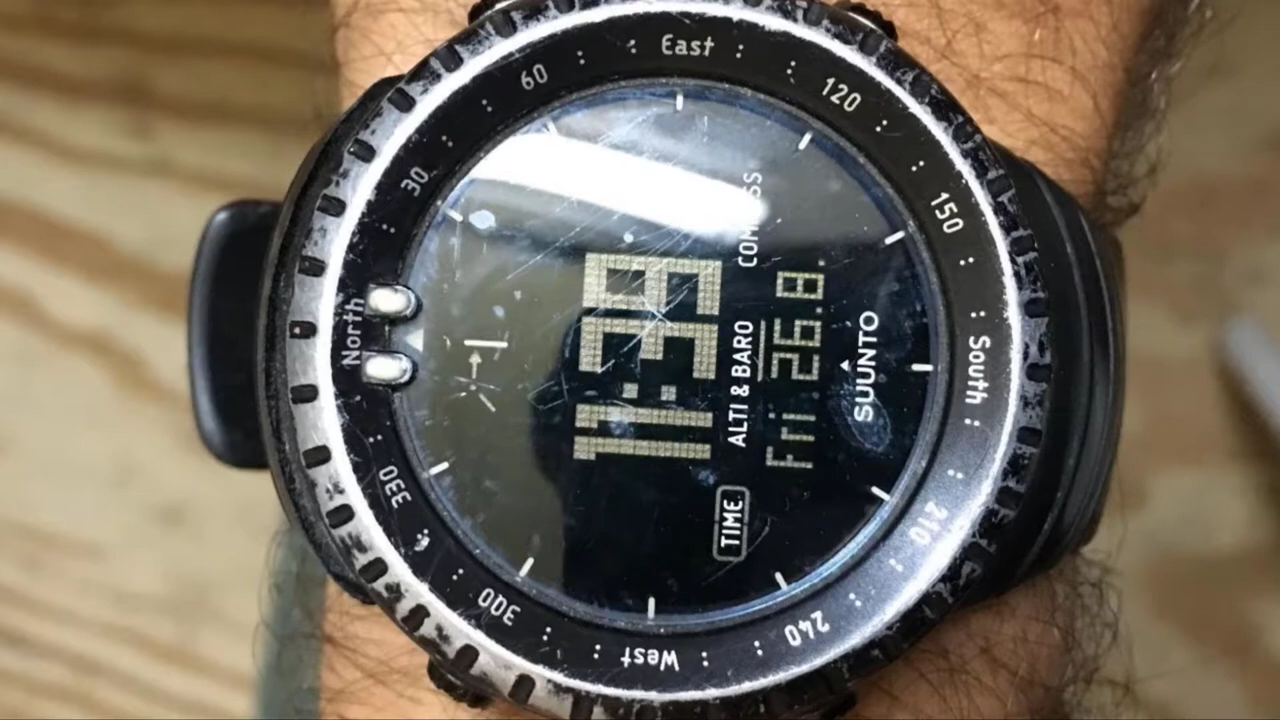 North
30
60
East
120
150
South
210
240
West
300
330
11:39
TIME ALTI & BARO COMPASS
Fri 26.8.
SUUNTO